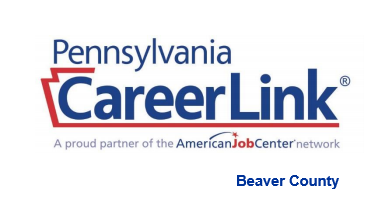 Pennsylvania
CareerLink®
A proud partner of the AmericanJobCenter network
Beaver County